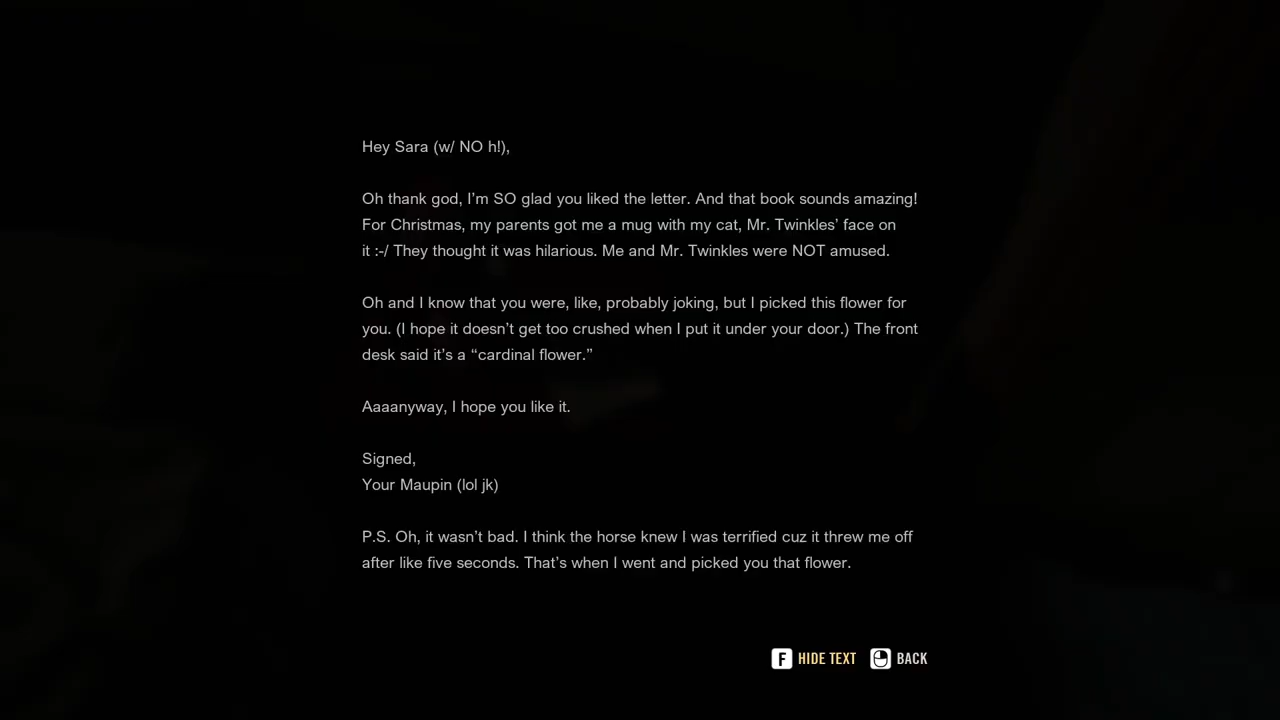 Hey Sara (w/ NO h!),
Oh thank god, I’m SO glad you liked the letter. And that book sounds amazing!
For Christmas, my parents got me a mug with my cat, Mr. Twinkles’ face on
it :-/ They thought it was hilarious. Me and Mr. Twinkles were NOT amused.
Oh and I know that you were, like, probably joking, but I picked this flower for
you. (I hope it doesn’t get too crushed when I put it under your door.) The front
desk said it’s a “cardinal flower.”
Aaaanyway, I hope you like it.
Signed,
Your Maupin (lol jk)
P.S. Oh, it wasn’t bad. I think the horse knew I was terrified cuz it threw me off
after like five seconds. That’s when I went and picked you that flower.
F HIDE TEXT BACK